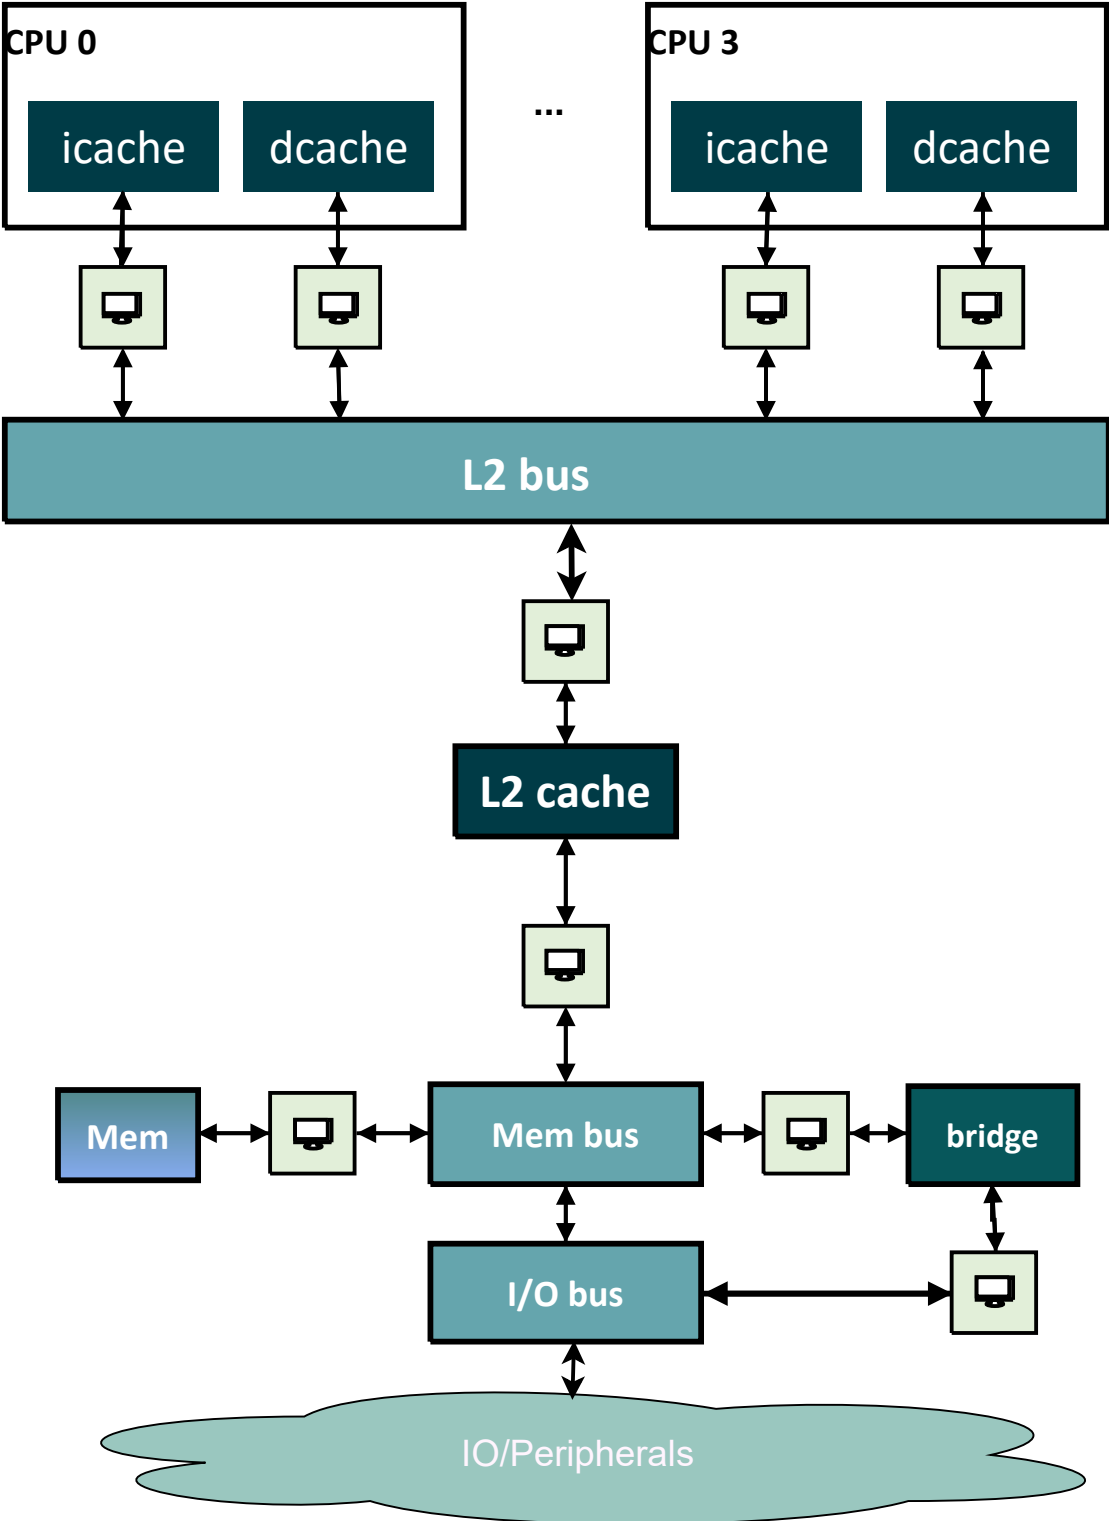 CPU 0
CPU 3
...
icache
dcache
icache
dcache
L2 bus
L2 cache
Mem
Mem bus
bridge
I/O bus
IO/Peripherals